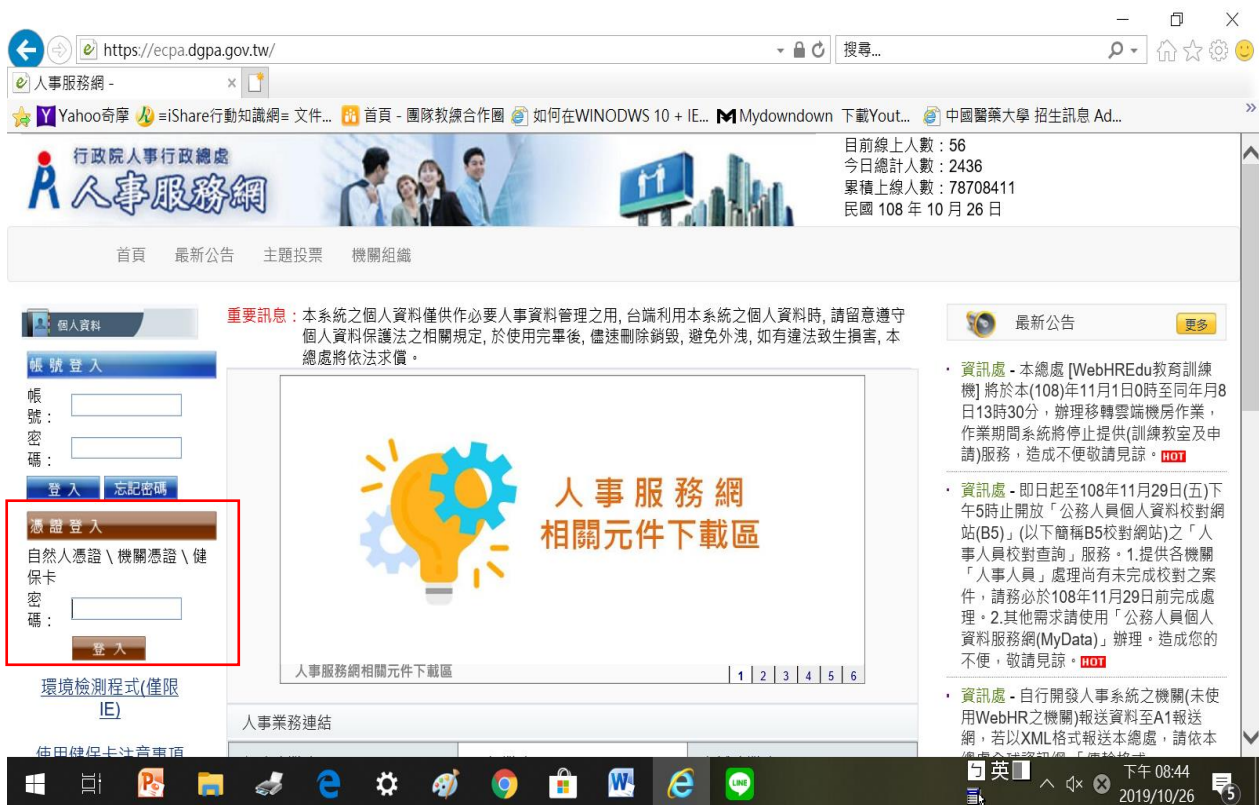 https://ecpa.dgpa.gov.tw/
搜尋...
人事服務網 -
Yahoo奇摩
≡iShare行動知識網≡ 文件...
首頁 - 團隊教練合作圈
如何在WINODWS 10 + IE...
Mydowndown 下載Yout...
中國醫藥大學 招生訊息 Ad...
行政院人事行政總處
人事服務網
目前線上人數：56
今日總計人數：2436
累積上線人數：78708411
民國 108 年 10 月 26 日
首頁 最新公告 主題投票 機關組織
個人資料
帳號登入
帳
號：
密
碼：
登入 忘記密碼
憑證登入
自然人憑證 \ 機關憑證 \ 健
保卡
密
碼：
登入
環境檢測程式(僅限
IE)
使用健保卡注意事項
重要訊息：本系統之個人資料僅供作必要人事資料管理之用, 台端利用本系統之個人資料時, 請留意遵守
個人資料保護法之相關規定, 於使用完畢後, 儘速刪除銷毀, 避免外洩, 如有違法致生損害, 本
總處將依法求償。
人事服務網
相關元件下載區
人事服務網相關元件下載區
1 2 3 4 5 6
人事業務連結
最新公告
更多
資訊處 - 本總處 [WebHREdu教育訓練
機] 將於本(108)年11月1日0時至同年月8
日13時30分，辦理移轉雲端機房作業，
作業期間系統將停止提供(訓練教室及申
請)服務，造成不便敬請見諒。HOT
資訊處 - 即日起至108年11月29日(五)下
午5時止開放「公務人員個人資料校對網
站(B5)」(以下簡稱B5校對網站)之「人
事人員校對查詢」服務。1.提供各機關
「人事人員」處理尚有未完成校對之案
件，請務必於108年11月29日前完成處
理。2.其他需求請使用「公務人員個人
資料服務網(MyData)」辦理。造成您的
不便，敬請見諒。HOT
資訊處 - 自行開發人事系統之機關(未使
用WebHR之機關)報送資料至A1報送
網，若以XML格式報送本總處，請依本
英
下午 08:44
2019/10/26
5